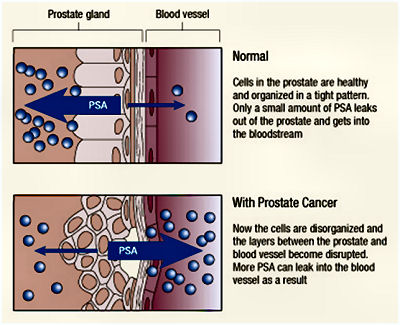 Prostate gland
Blood vessel
PSA
Normal
Cells in the prostate are healthy
and organized in a tight pattern.
Only a small amount of PSA leaks
out of the prostate and gets into
the bloodstream
PSA
With Prostate Cancer
Now the cells are disorganized and
the layers between the prostate and
blood vessel become disrupted.
More PSA can leak into the blood
vessel as a result